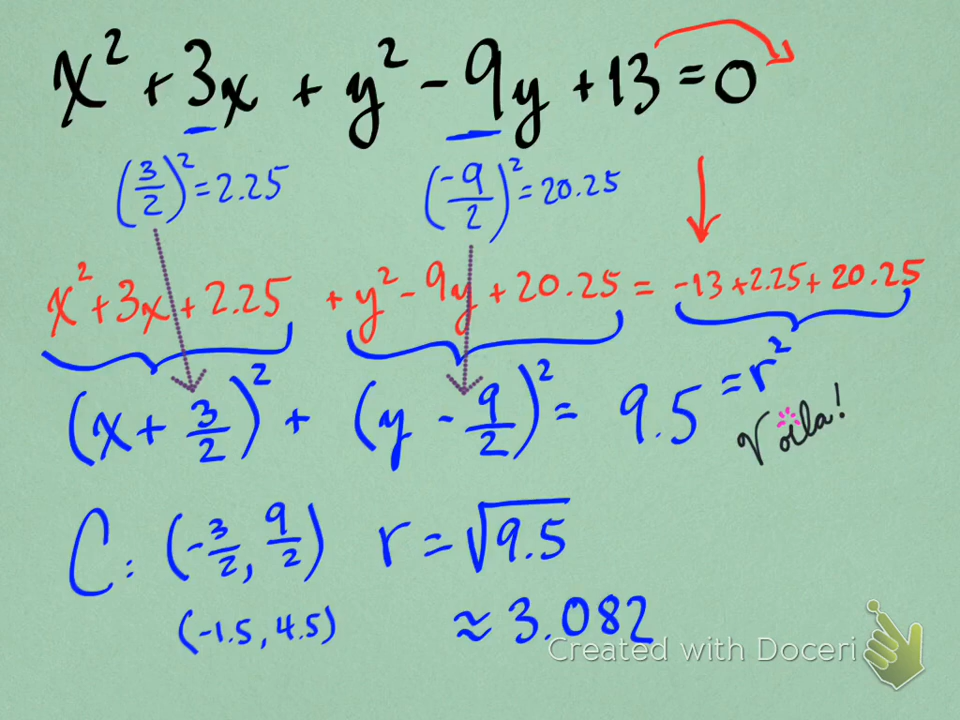 x² + 3x + y² - 9y + 13 = 0
(3/2)² = 2.25 (-9/2)² = 20.25
x² + 3x + 2.25 + y² - 9y + 20.25 = -13 + 2.25 + 20.25
(x + 3/2)² + (y - 9/2)² = 9.5 = r²
Voila!
C: (-3/2, 9/2) r = √9.5
(-1.5, 4.5) ≈ 3.082
Created with Doceri